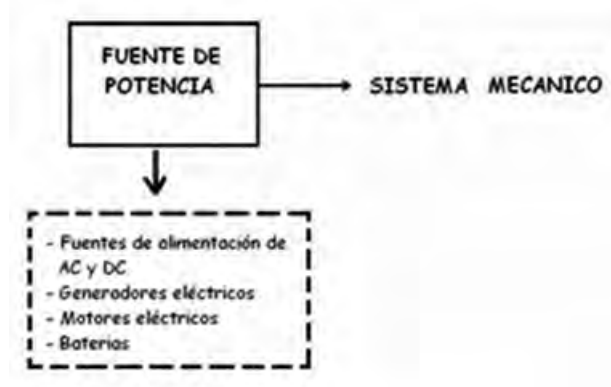 FUENTE DE
POTENCIA
SISTEMA MECANICO
- Fuentes de alimentación de
AC y DC
- Generadores eléctricos
- Motores eléctricos
- Baterias